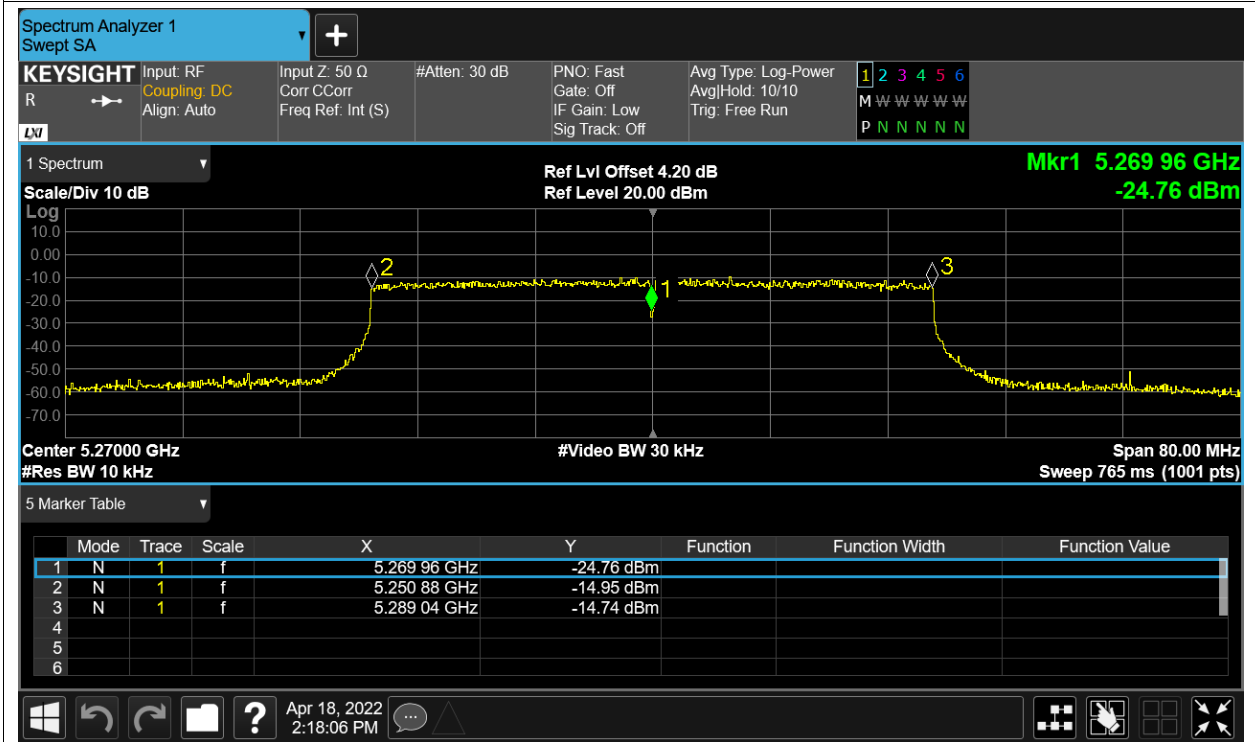 Spectrum Analyzer 1
Swept SA
KEYSIGHT
R
LXI
Input: RF
Coupling: DC
Align: Auto
Input Z: 50 Ω
Corr CCorr
Freq Ref: Int (S)
#Atten: 30 dB
PNO: Fast
Gate: Off
IF Gain: Low
Sig Track: Off
Avg Type: Log-Power
Avg|Hold: 10/10
Trig: Free Run
1 2 3 4 5 6
M W W W W W
P N N N N N
1 Spectrum
Scale/Div 10 dB
Ref Lvl Offset 4.20 dB
Ref Level 20.00 dBm
Mkr1 5.269 96 GHz
-24.76 dBm
Log
10.0
0.00
-10.0
-20.0
-30.0
-40.0
-50.0
-60.0
-70.0
2
1
3
Center 5.27000 GHz
#Video BW 30 kHz
Span 80.00 MHz
#Res BW 10 kHz
Sweep 765 ms (1001 pts)
5 Marker Table
Mode Trace Scale X Y Function Function Width Function Value
1 N 1 f 5.269 96 GHz -24.76 dBm
2 N 1 f 5.250 88 GHz -14.95 dBm
3 N 1 f 5.289 04 GHz -14.74 dBm
4
5
6
?
Apr 18, 2022
2:18:06 PM